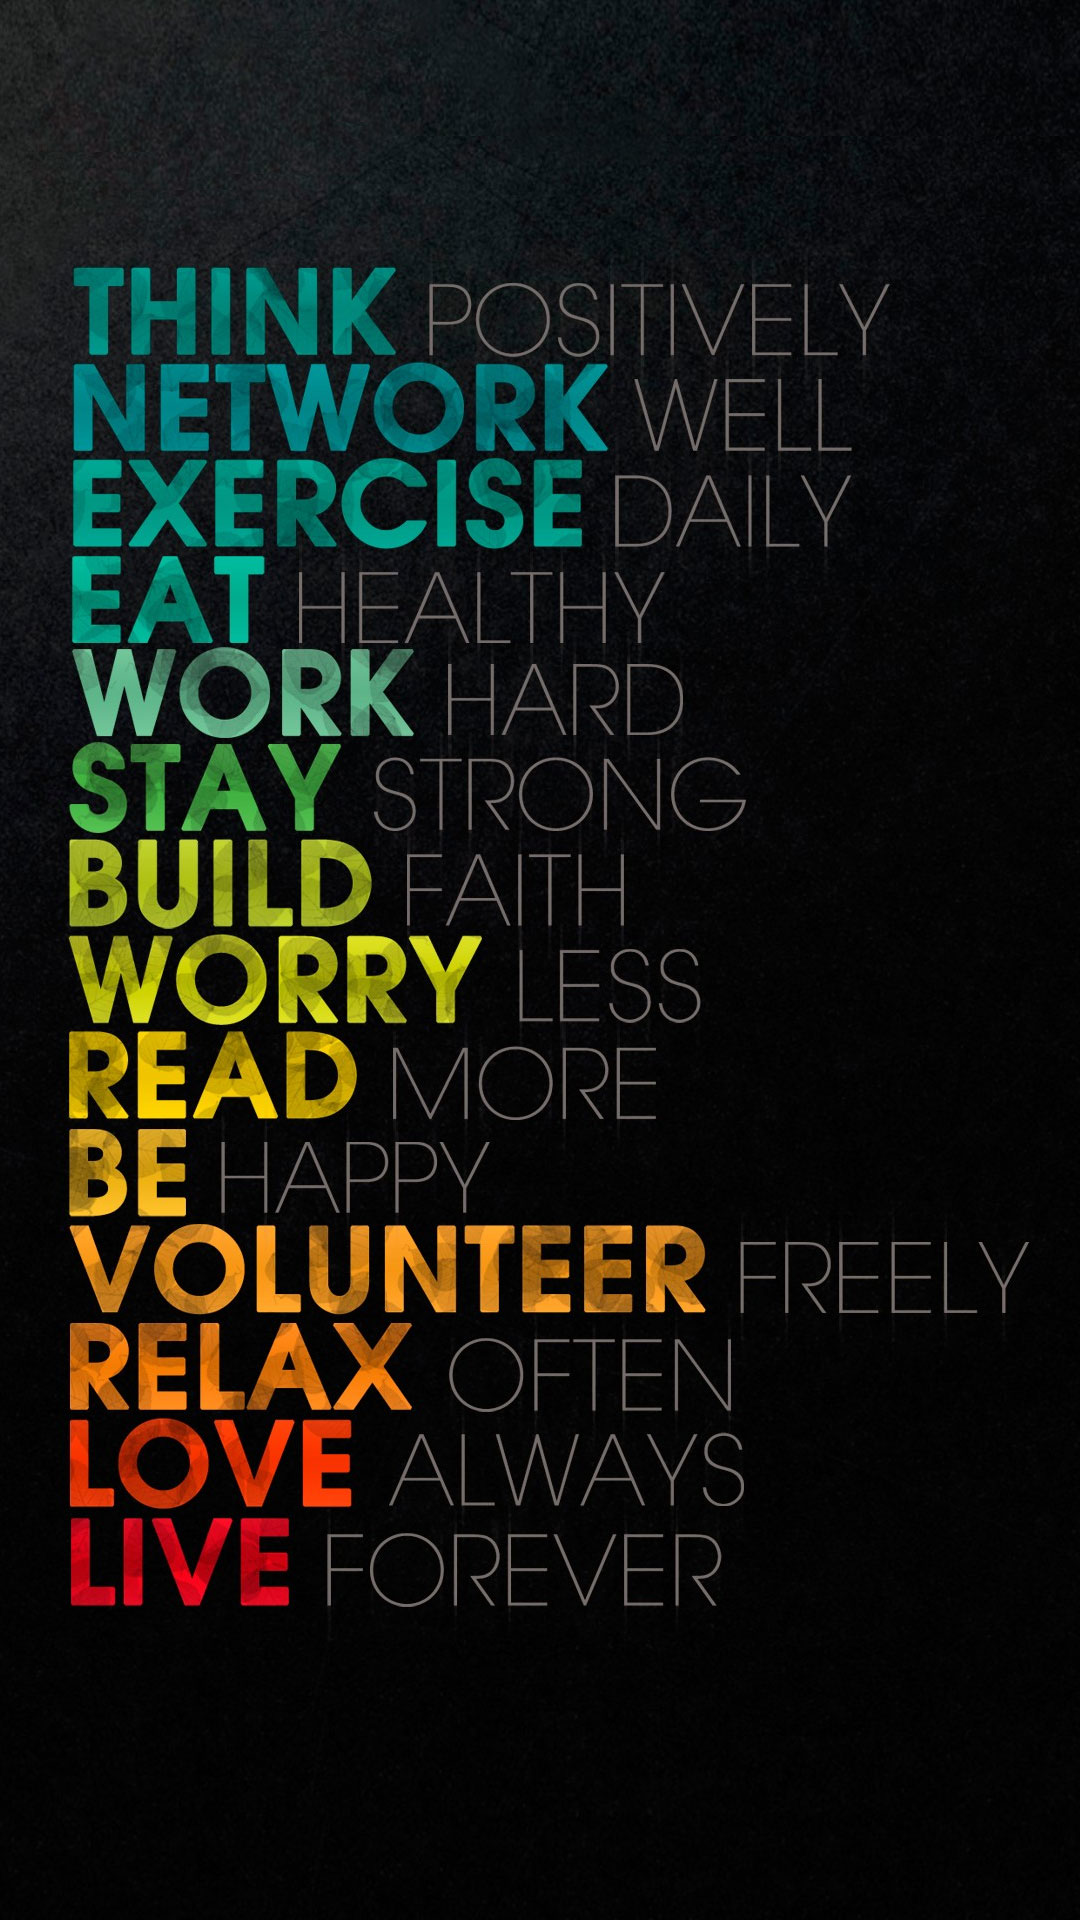 THINK POSITIVELY
NETWORK WELL
EXERCISE DAILY
EAT HEALTHY
WORK HARD
STAY STRONG
BUILD FAITH
WORRY LESS
READ MORE
BE HAPPY
VOLUNTEER FREELY
RELAX OFTEN
LOVE ALWAYS
LIVE FOREVER